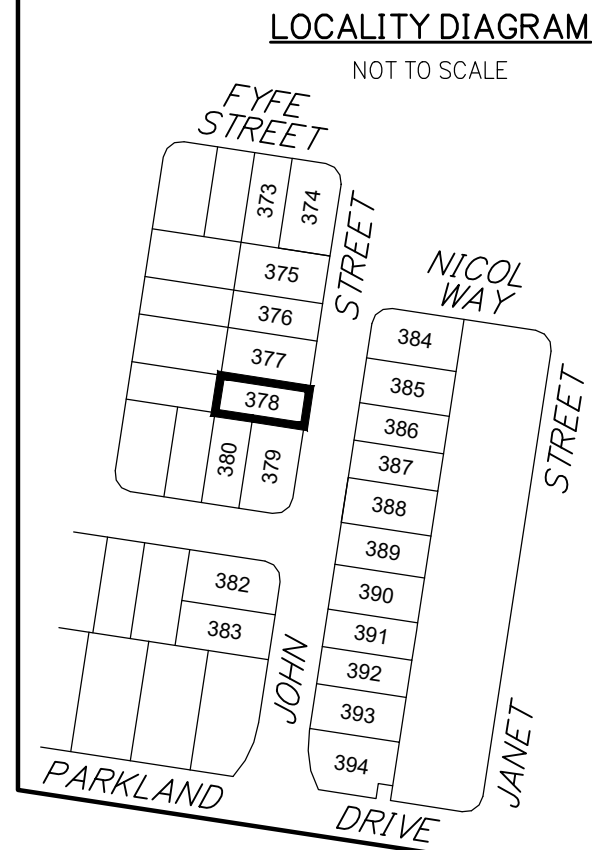 LOCALITY DIAGRAM
NOT TO SCALE
FYFE
STREET
373
374
STREET
375
376
377
378
380
379
NICOL
WAY
384
385
386
387
388
389
390
391
392
393
394
STREET
382
383
JOHN
JANET
PARKLAND
DRIVE